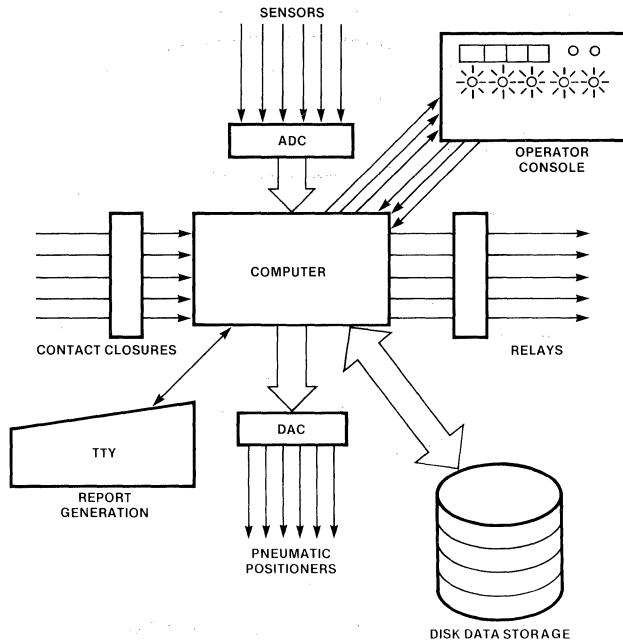 SENSORS
ADC
OPERATOR
CONSOLE
COMPUTER
CONTACT CLOSURES
RELAYS
DAC
TTY
REPORT
GENERATION
PNEUMATIC
POSITIONERS
DISK DATA STORAGE